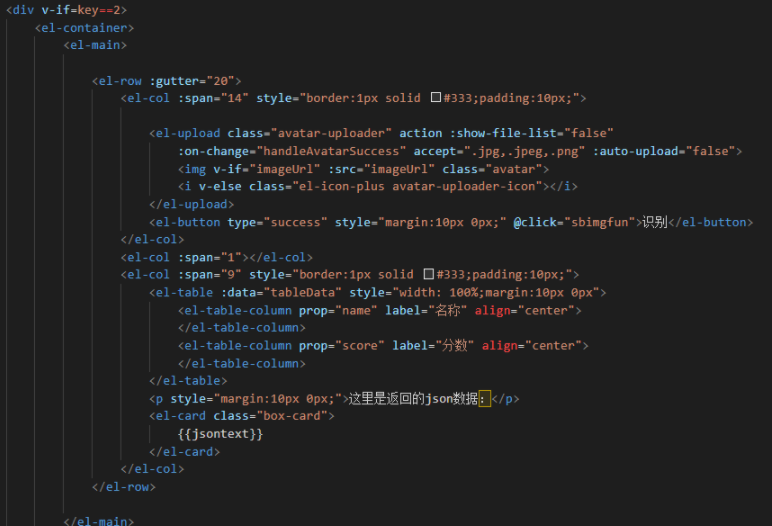 <div v-if=key==2>
<el-container>
<el-main>
<el-row :gutter="20">
<el-col :span="14" style="border:1px solid #333;padding:10px;">
<el-upload class="avatar-uploader" action :show-file-list="false"
:on-change="handleAvatarSuccess" accept=".jpg,.jpeg,.png" :auto-upload="false">
<img v-if="imageUrl" :src="imageUrl" class="avatar">
<i v-else class="el-icon-plus avatar-uploader-icon"></i>
</el-upload>
<el-button type="success" style="margin:10px 0px;" @click="sbimgfun">识别</el-button>
</el-col>
<el-col :span="1"></el-col>
<el-col :span="9" style="border:1px solid #333;padding:10px;">
<el-table :data="tableData" style="width: 100%;margin:10px 0px">
<el-table-column prop="name" label="名称" align="center">
</el-table-column>
<el-table-column prop="score" label="分数" align="center">
</el-table-column>
</el-table>
<p style="margin:10px 0px;">这里是返回的json数据：</p>
<el-card class="box-card">
{{jsontext}}
</el-card>
</el-col>
</el-row>
</el-main>